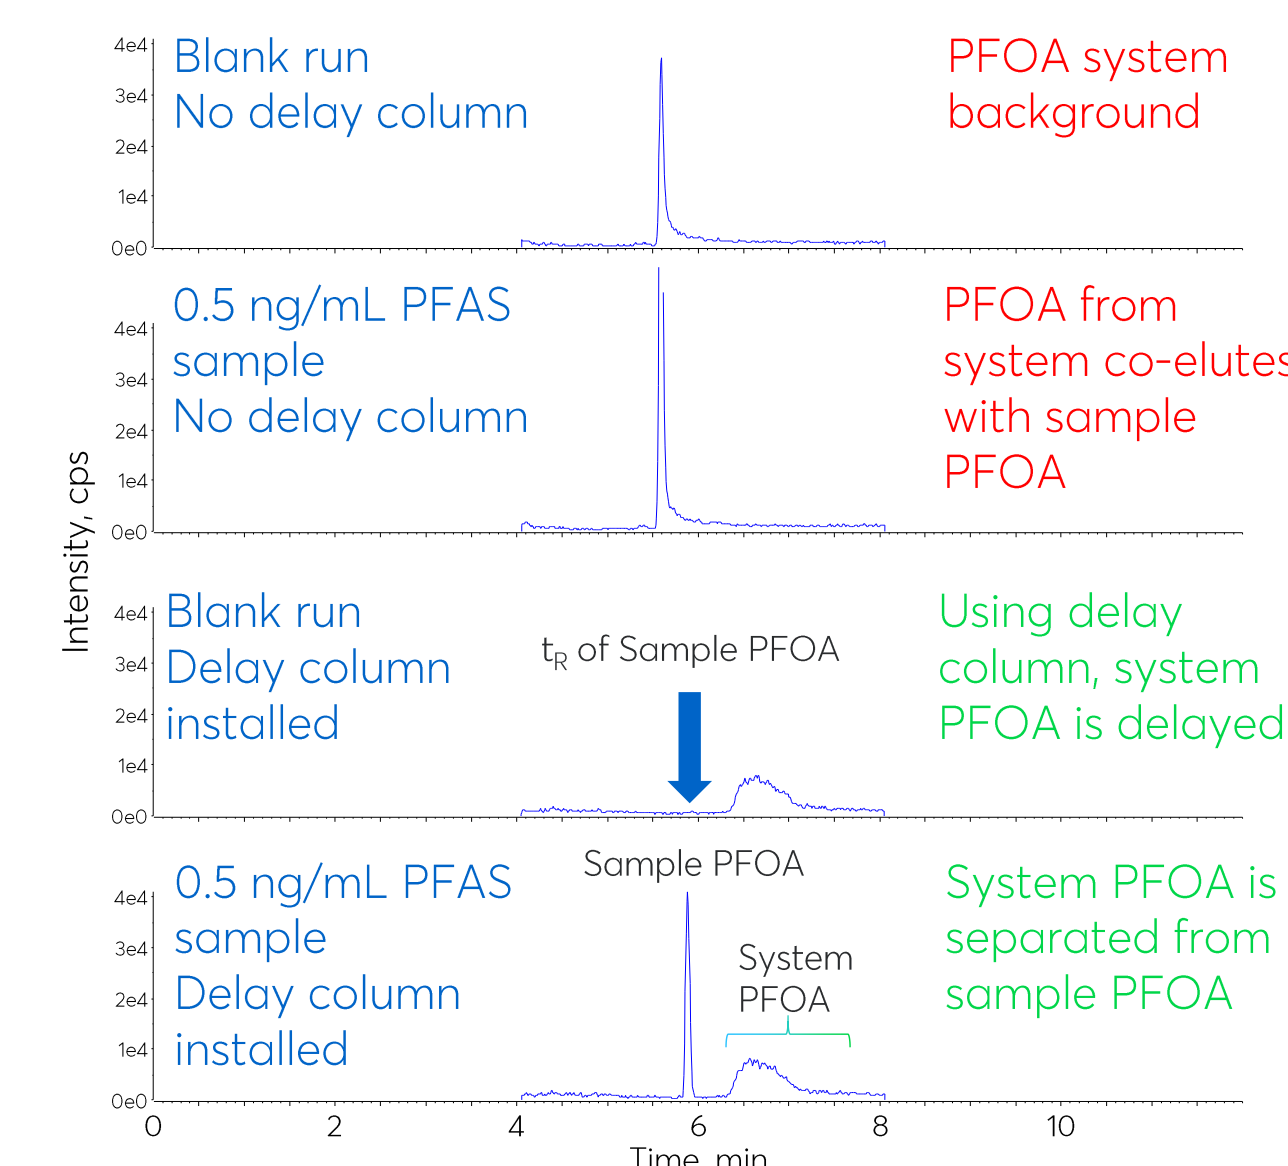 4e4
3e4
2e4
1e4
0e0
Blank run
No delay column
PFOA system
background
4e4
3e4
2e4
1e4
0e0
0.5 ng/mL PFAS
sample
No delay column
PFOA from
system co-elutes
with sample
PFOA
Intensity, cps
4e4
3e4
2e4
1e4
0e0
Blank run
Delay column
installed
tR of Sample PFOA
Using delay
column, system
PFOA is delayed
4e4
3e4
2e4
1e4
0e0
0.5 ng/mL PFAS
sample
Delay column
installed
Sample PFOA
System
PFOA
System PFOA is
separated from
sample PFOA
0 2 4 6 8 10
Time, min